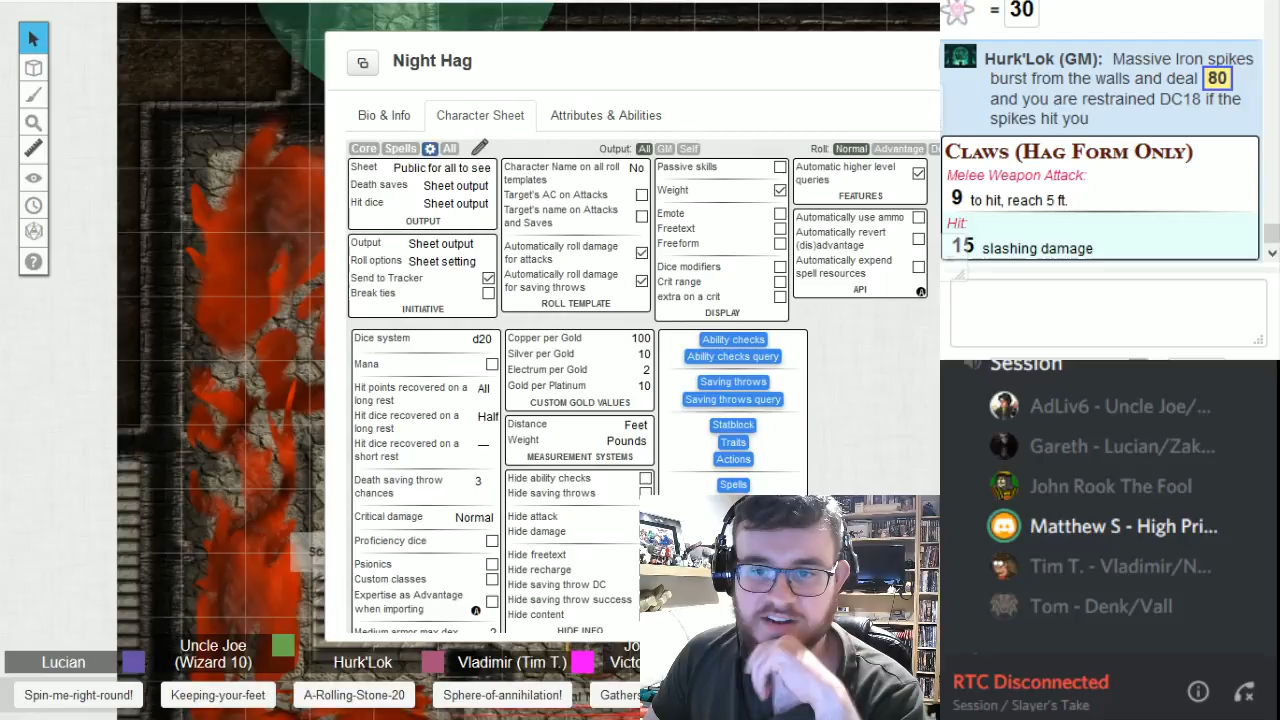 Night Hag
Bio & Info
Character Sheet
Attributes & Abilities
Core Spells All
Output: All GM Self
Roll: Normal Advantage
Sheet Public for all to see
Death saves Sheet output
Hit dice Sheet output
OUTPUT
Output Sheet output
Roll options Sheet setting
Send to Tracker
Break ties
INITIATIVE
Character Name on all roll templates No
Target's AC on Attacks
Target's name on Attacks and Saves
Automatically roll damage for attacks
Automatically roll damage for saving throws
ROLL TEMPLATE
Passive skills
Weight
Emote
Freetext
Freeform
Dice modifiers
Crit range
extra on a crit
DISPLAY
Automatic higher level queries
FEATURES
Automatically use ammo
Automatically revert (dis)advantage
Automatically expend spell resources
API
Dice system d20
Mana
Hit points recovered on a long rest All
Hit dice recovered on a long rest Half
Hit dice recovered on a short rest —
Death saving throw chances 3
Critical damage Normal
Proficiency dice
Psionics
Custom classes
Expertise as Advantage when importing
Medium armor max dex 2
Copper per Gold 100
Silver per Gold 10
Electrum per Gold 2
Gold per Platinum 10
CUSTOM GOLD VALUES
Distance Feet
Weight Pounds
MEASUREMENT SYSTEMS
Hide ability checks
Hide saving throws
Hide attack
Hide damage
Hide freetext
Hide recharge
Hide saving throw DC
Hide saving throw success
Hide content
HIDE INFO
Ability checks
Ability checks query
Saving throws
Saving throws query
Statblock
Traits
Actions
Spells
= 30
Hurk'Lok (GM): Massive Iron spikes
burst from the walls and deal 80
and you are restrained DC18 if the
spikes hit you
Claws (Hag Form Only)
Melee Weapon Attack:
9 to hit, reach 5 ft.
Hit:
15 slashing damage
Session
AdLiv6 - Uncle Joe/...
Gareth - Lucian/Zak...
John Rook The Fool
Matthew S - High Pri...
Tim T. - Vladimir/N...
Tom - Denk/Vall
RTC Disconnected
Session / Slayer's Take
Lucian
Uncle Joe
(Wizard 10)
Hurk'Lok
Vladimir (Tim T.)
Spin-me-right-round!
Keeping-your-feet
A-Rolling-Stone-20
Sphere-of-annihilation!